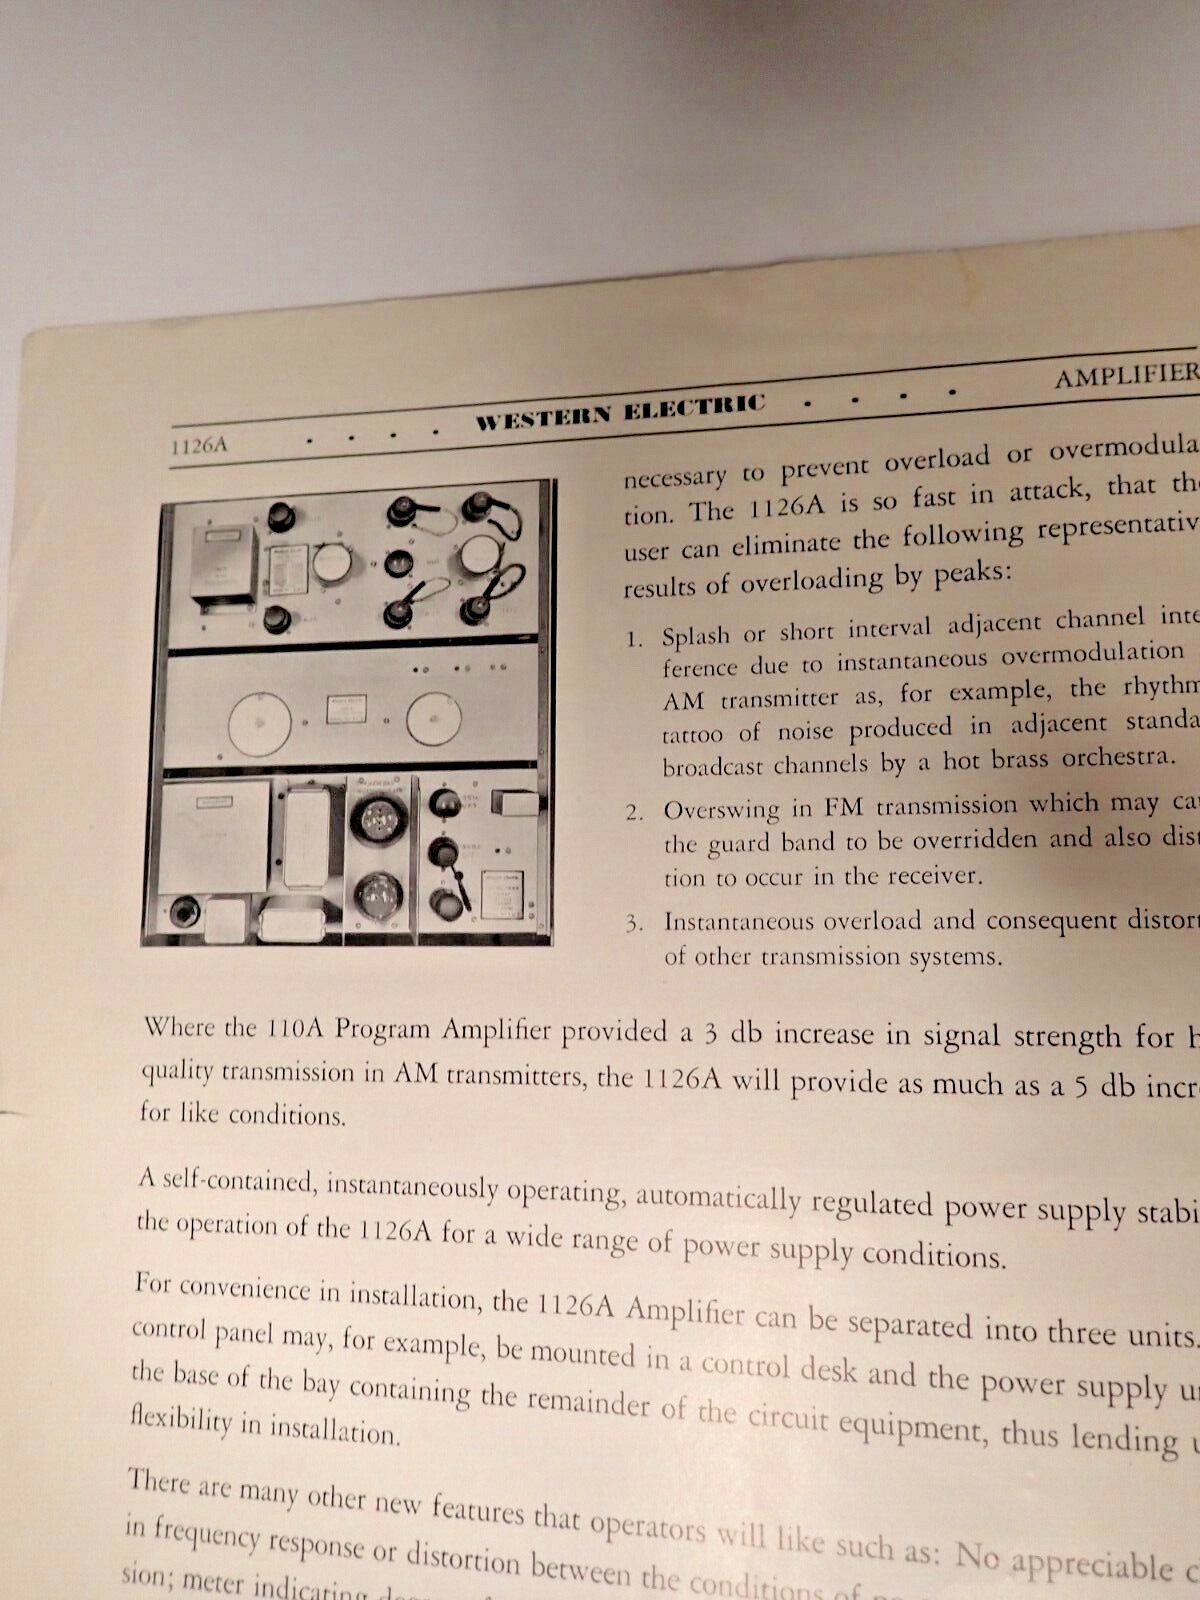 1126A . . . . WESTERN ELECTRIC . . . . AMPLIFIER
necessary to prevent overload or overmodula
tion. The 1126A is so fast in attack, that th
user can eliminate the following representativ
results of overloading by peaks:
1. Splash or short interval adjacent channel inte
ference due to instantaneous overmodulation
AM transmitter as, for example, the rhythm
tattoo of noise produced in adjacent standa
broadcast channels by a hot brass orchestra.
2. Overswing in FM transmission which may cau
the guard band to be overridden and also dist
tion to occur in the receiver.
3. Instantaneous overload and consequent distort
of other transmission systems.
Where the 110A Program Amplifier provided a 3 db increase in signal strength for h
quality transmission in AM transmitters, the 1126A will provide as much as a 5 db incre
for like conditions.
A self-contained, instantaneously operating, automatically regulated power supply stabi
the operation of the 1126A for a wide range of power supply conditions.
For convenience in installation, the 1126A Amplifier can be separated into three units.
control panel may, for example, be mounted in a control desk and the power supply un
the base of the bay containing the remainder of the circuit equipment, thus lending u
flexibility in installation.
There are many other new features that operators will like such as: No appreciable c
in frequency response or distortion between the conditions of
sion; meter indicating